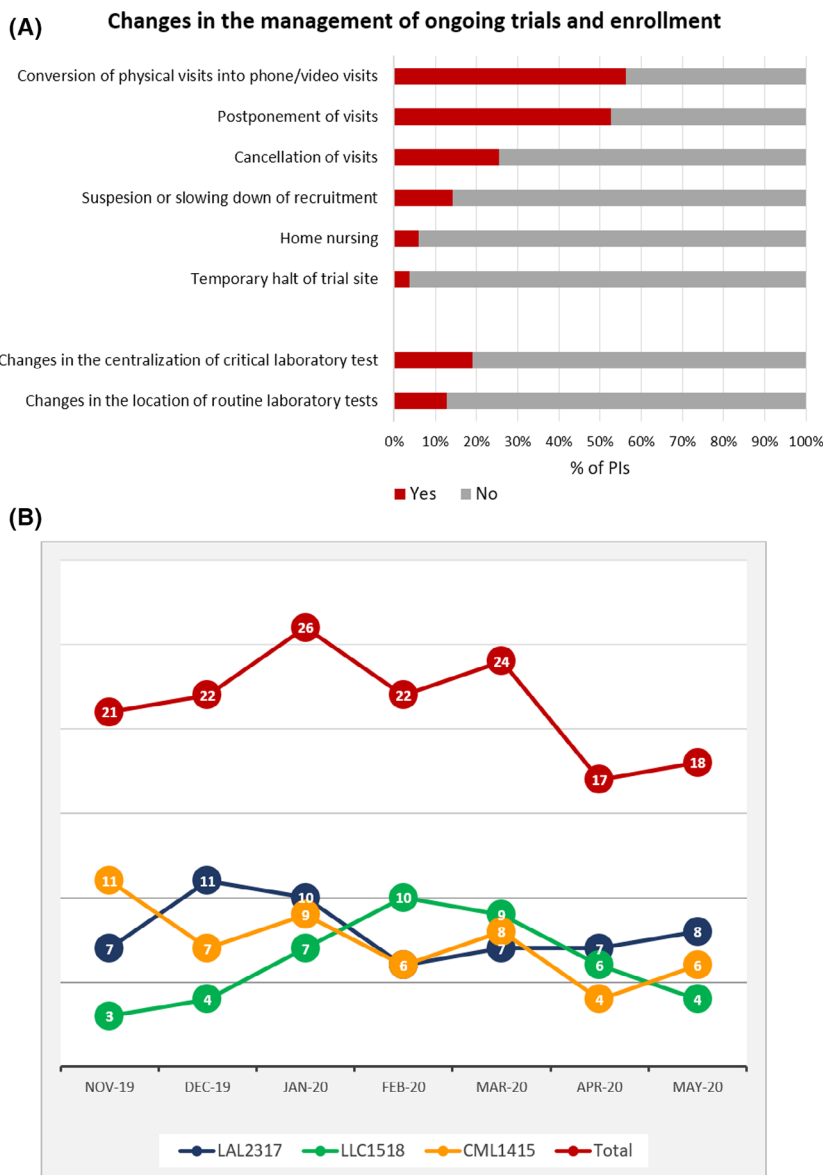 (A)
Changes in the management of ongoing trials and enrollment
Conversion of physical visits into phone/video visits
Postponement of visits
Cancellation of visits
Suspesion or slowing down of recruitment
Home nursing
Temporary halt of trial site
Changes in the centralization of critical laboratory test
Changes in the location of routine laboratory tests
0% 10% 20% 30% 40% 50% 60% 70% 80% 90% 100%
% of PIs
Yes No
(B)
26
24
22 22
21
18
17
11 11
10 10
9 9
8 8
7 7 7 7 7
6 6 6
4 4 4
3
NOV-19 DEC-19 JAN-20 FEB-20 MAR-20 APR-20 MAY-20
LAL2317 LLC1518 CML1415 Total